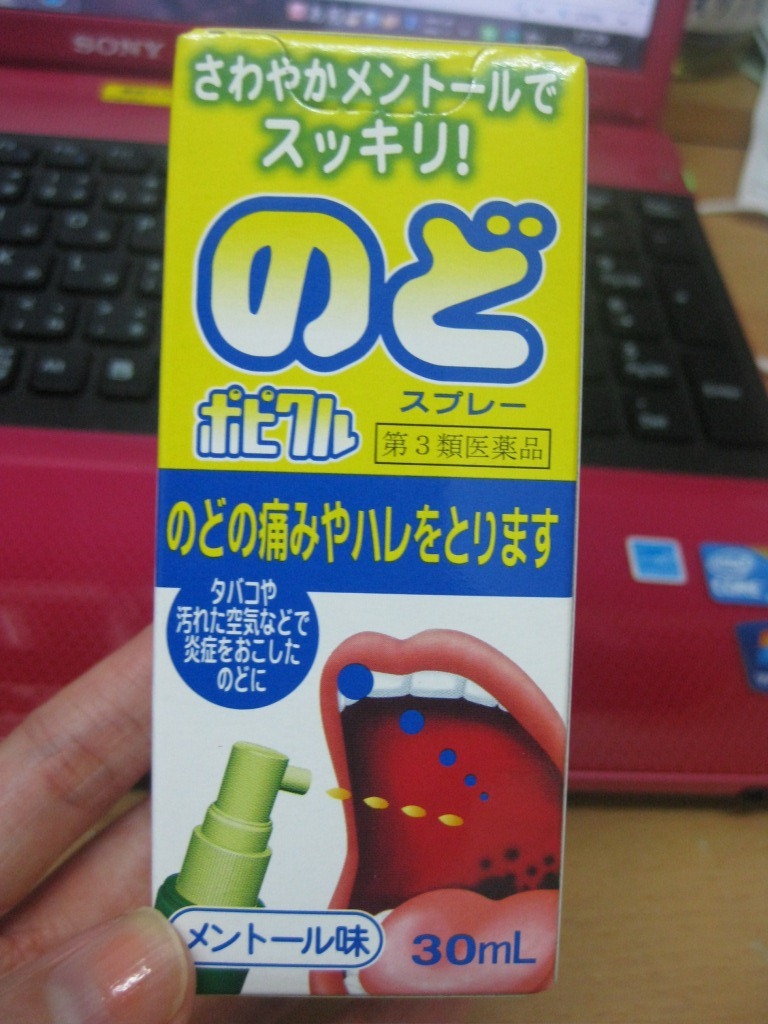 SONY
さわやかメントールで
スッキリ!
のど
ポピクル
スプレー
第3類医薬品
のどの痛みやハレをとります
タバコや
汚れた空気などで
炎症をおこした
のどに
メントール味
30mL